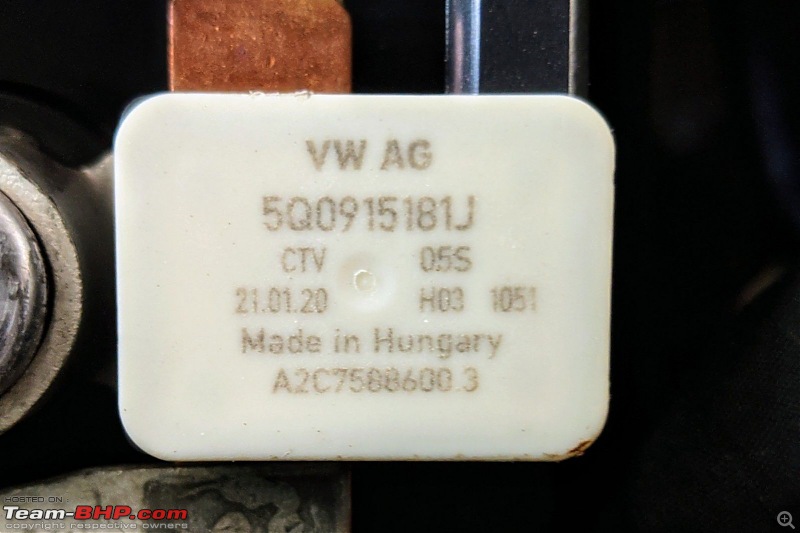 VW AG
5Q0915181J
CTV 05S
21.01.20 H03 1051
Made in Hungary
A2C7588600.3
HOSTED ON:
Team-BHP.com
copyright respective owners